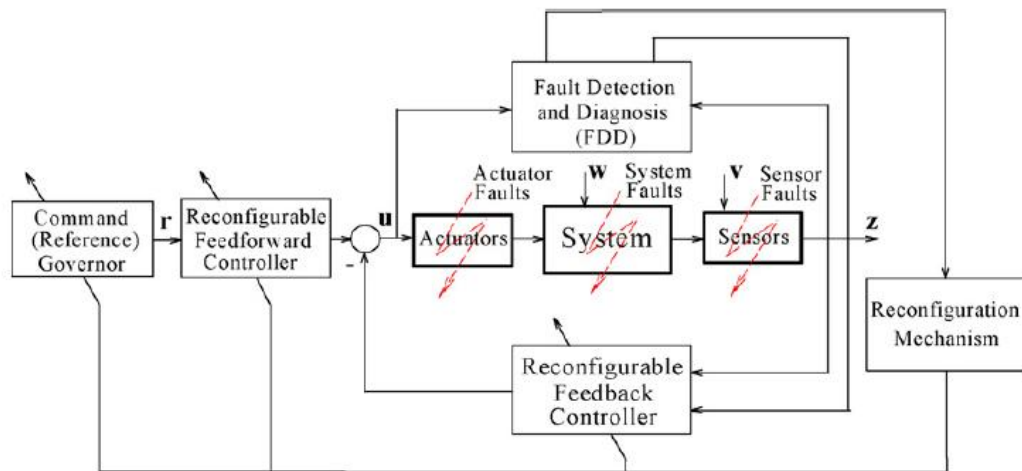 Fault Detection
and Diagnosis
(FDD)
Actuator
Faults
w
System
Faults
v
Sensor
Faults
Command
(Reference)
Governor
r
Reconfigurable
Feedforward
Controller
-
u
Actuators
System
Sensors
z
Reconfiguration
Mechanism
Reconfigurable
Feedback
Controller